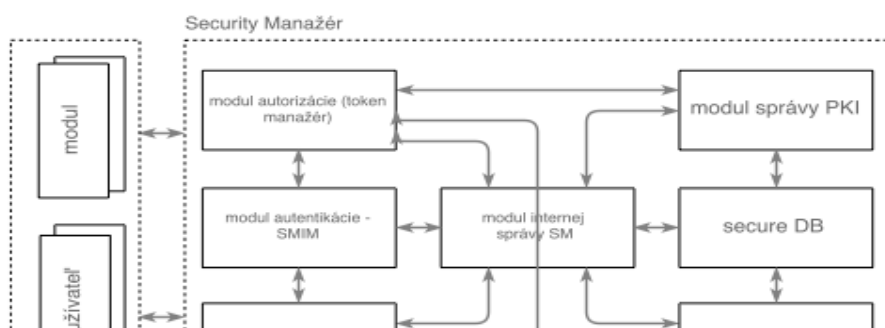 Security Manažér
modul
modul autorizácie (token
manažér)
modul správy PKI
modul autentikácie -
SMIM
modul internej
správy SM
secure DB